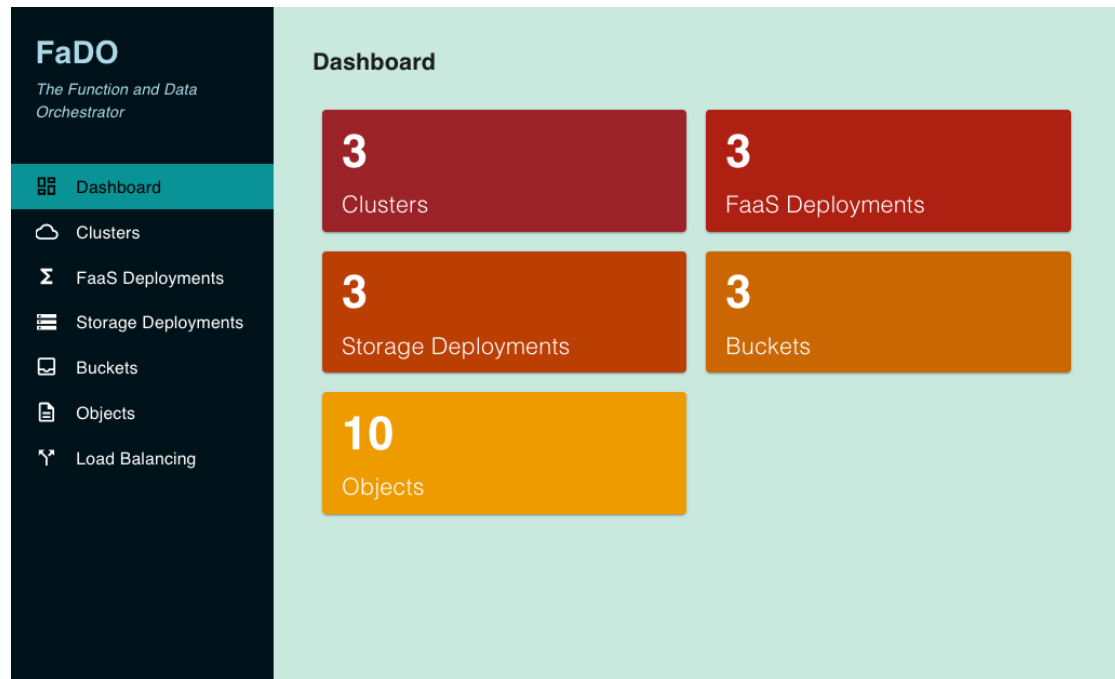 FaDO
The Function and Data
Orchestrator
Dashboard
Clusters
FaaS Deployments
Storage Deployments
Buckets
Objects
Load Balancing
Dashboard
3
Clusters
3
FaaS Deployments
3
Storage Deployments
3
Buckets
10
Objects